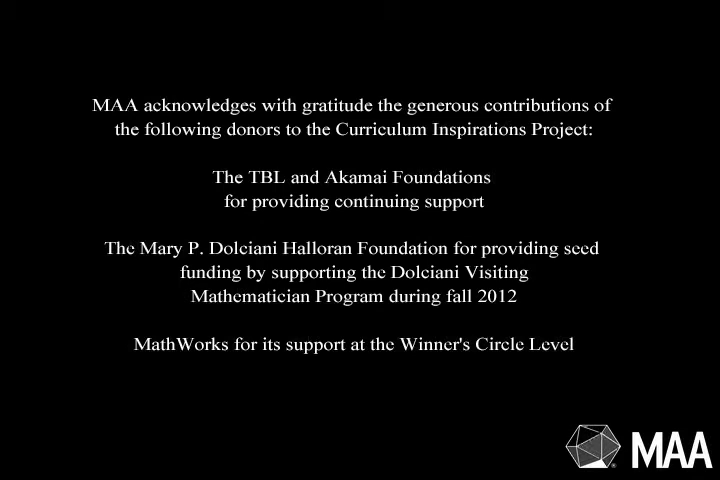 MAA acknowledges with gratitude the generous contributions of
the following donors to the Curriculum Inspirations Project:
The TBL and Akamai Foundations
for providing continuing support
The Mary P. Dolciani Halloran Foundation for providing seed
funding by supporting the Dolciani Visiting
Mathematician Program during fall 2012
MathWorks for its support at the Winner's Circle Level
® MAA